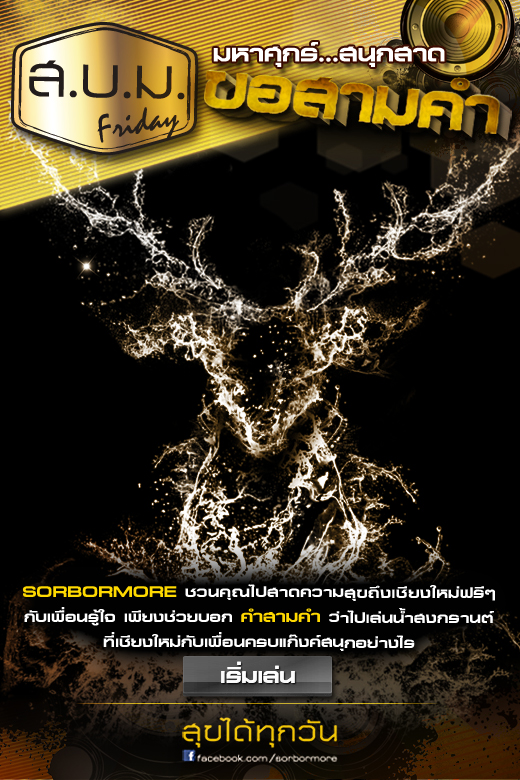 ส.บ.ม.
Friday
มหาศุกร์...สนุกสาด
ขอสามคำ
SORBORMORE ชวนคุณไปสาดความสุขถึงเชียงใหม่ฟรีๆ
กับเพื่อนรู้ใจ เพียงช่วยบอก คำสามคำ ว่าไปเล่นน้ำสงกรานต์
ที่เชียงใหม่กับเพื่อนครบแก๊งค์สนุกอย่างไร
เริ่มเล่น
สุขได้ทุกวัน
facebook.com/sorbormore